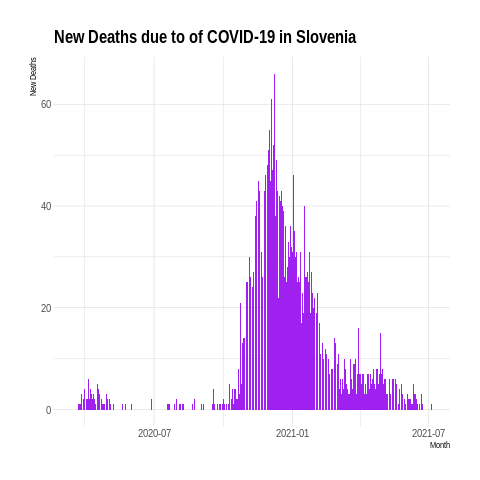 New Deaths due to of COVID-19 in Slovenia
New Deaths
60
40
20
0
2020-07
2021-01
2021-07
Month